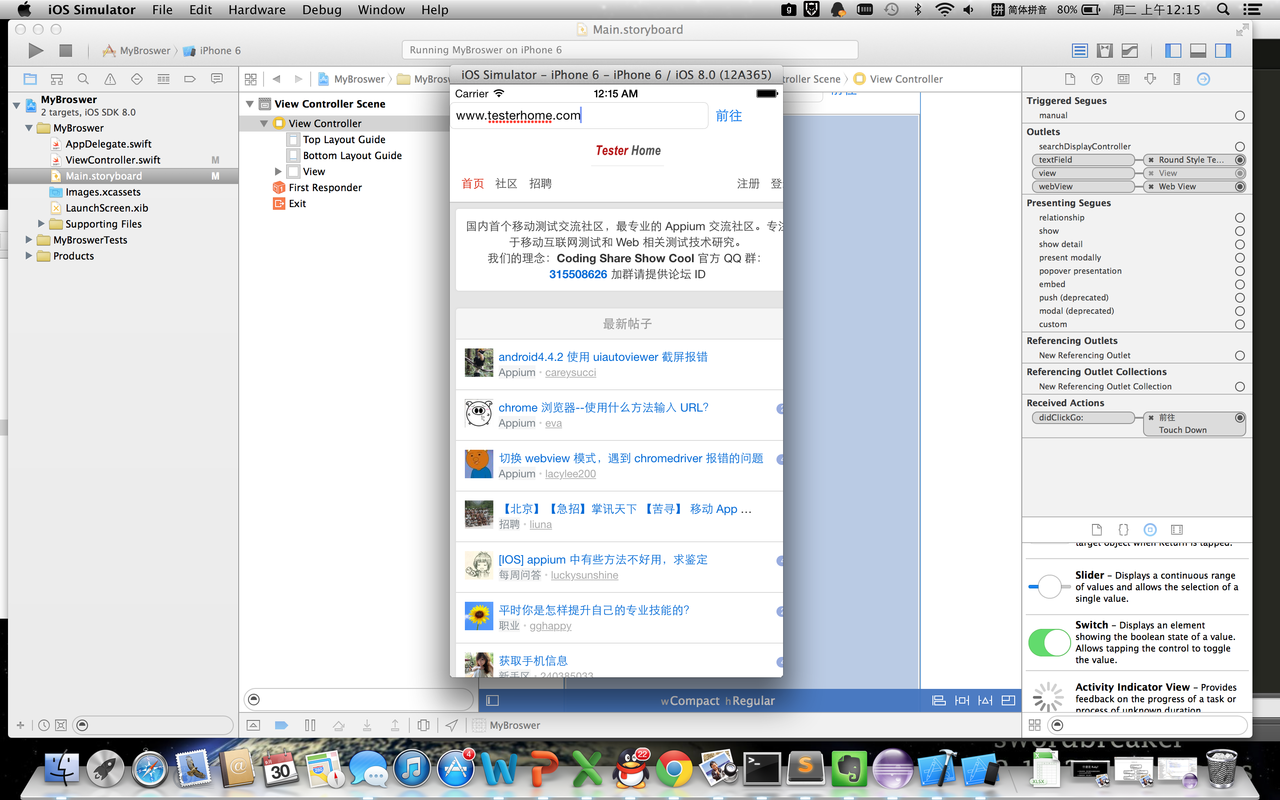 iOS Simulator File Edit Hardware Debug Window Help
简体拼音 80% 周二 上午12:15
Main.storyboard
MyBroswer iPhone 6
Running MyBroswer on iPhone 6
MyBroswer
2 targets, iOS SDK 8.0
MyBroswer
AppDelegate.swift
ViewController.swift M
Main.storyboard M
Images.xcassets
LaunchScreen.xib
Supporting Files
MyBroswerTests
Products
MyBroswer
View Controller Scene
View Controller
Top Layout Guide
Bottom Layout Guide
View
First Responder
Exit
View Controller
iOS Simulator – iPhone 6 – iPhone 6 / iOS 8.0 (12A365)
Carrier 12:15 AM
www.testerhome.com 前往
Tester Home
首页 社区 招聘 注册 登
国内首个移动测试交流社区，最专业的 Appium 交流社区。专注
于移动互联网测试和 Web 相关测试技术研究。
我们的理念：Coding Share Show Cool 官方 QQ 群：
315508626 加群请提供论坛 ID
最新帖子
android4.4.2 使用 uiautoviewer 截屏报错
Appium · careysucci
chrome 浏览器--使用什么方法输入 URL?
Appium · eva
切换 webview 模式，遇到 chromedriver 报错的问题
Appium · lacylee200
【北京】【急招】掌讯天下 【苦寻】 移动 App …
招聘 · liuna
[IOS] appium 中有些方法不好用，求鉴定
每周问答 · luckysunshine
平时你是怎样提升自己的专业技能的?
职业 · gghappy
获取手机信息
新手区 · 240385033
wCompact hRegular
MyBroswer
Triggered Segues
manual
Outlets
searchDisplayController
textField Round Style Te...
view View
webView Web View
Presenting Segues
relationship
show
show detail
present modally
popover presentation
embed
push (deprecated)
modal (deprecated)
custom
Referencing Outlets
New Referencing Outlet
Referencing Outlet Collections
New Referencing Outlet Collection
Received Actions
didClickGo: 前往
Touch Down
target object when Return is tapped.
Slider – Displays a continuous range
of values and allows the selection of a
single value.
Switch – Displays an element
showing the boolean state of a value.
Allows tapping the control to toggle
the value.
Activity Indicator View – Provides
feedback on the progress of a task or
process of unknown duration.
swordbreaker
30
4
22
XLSX